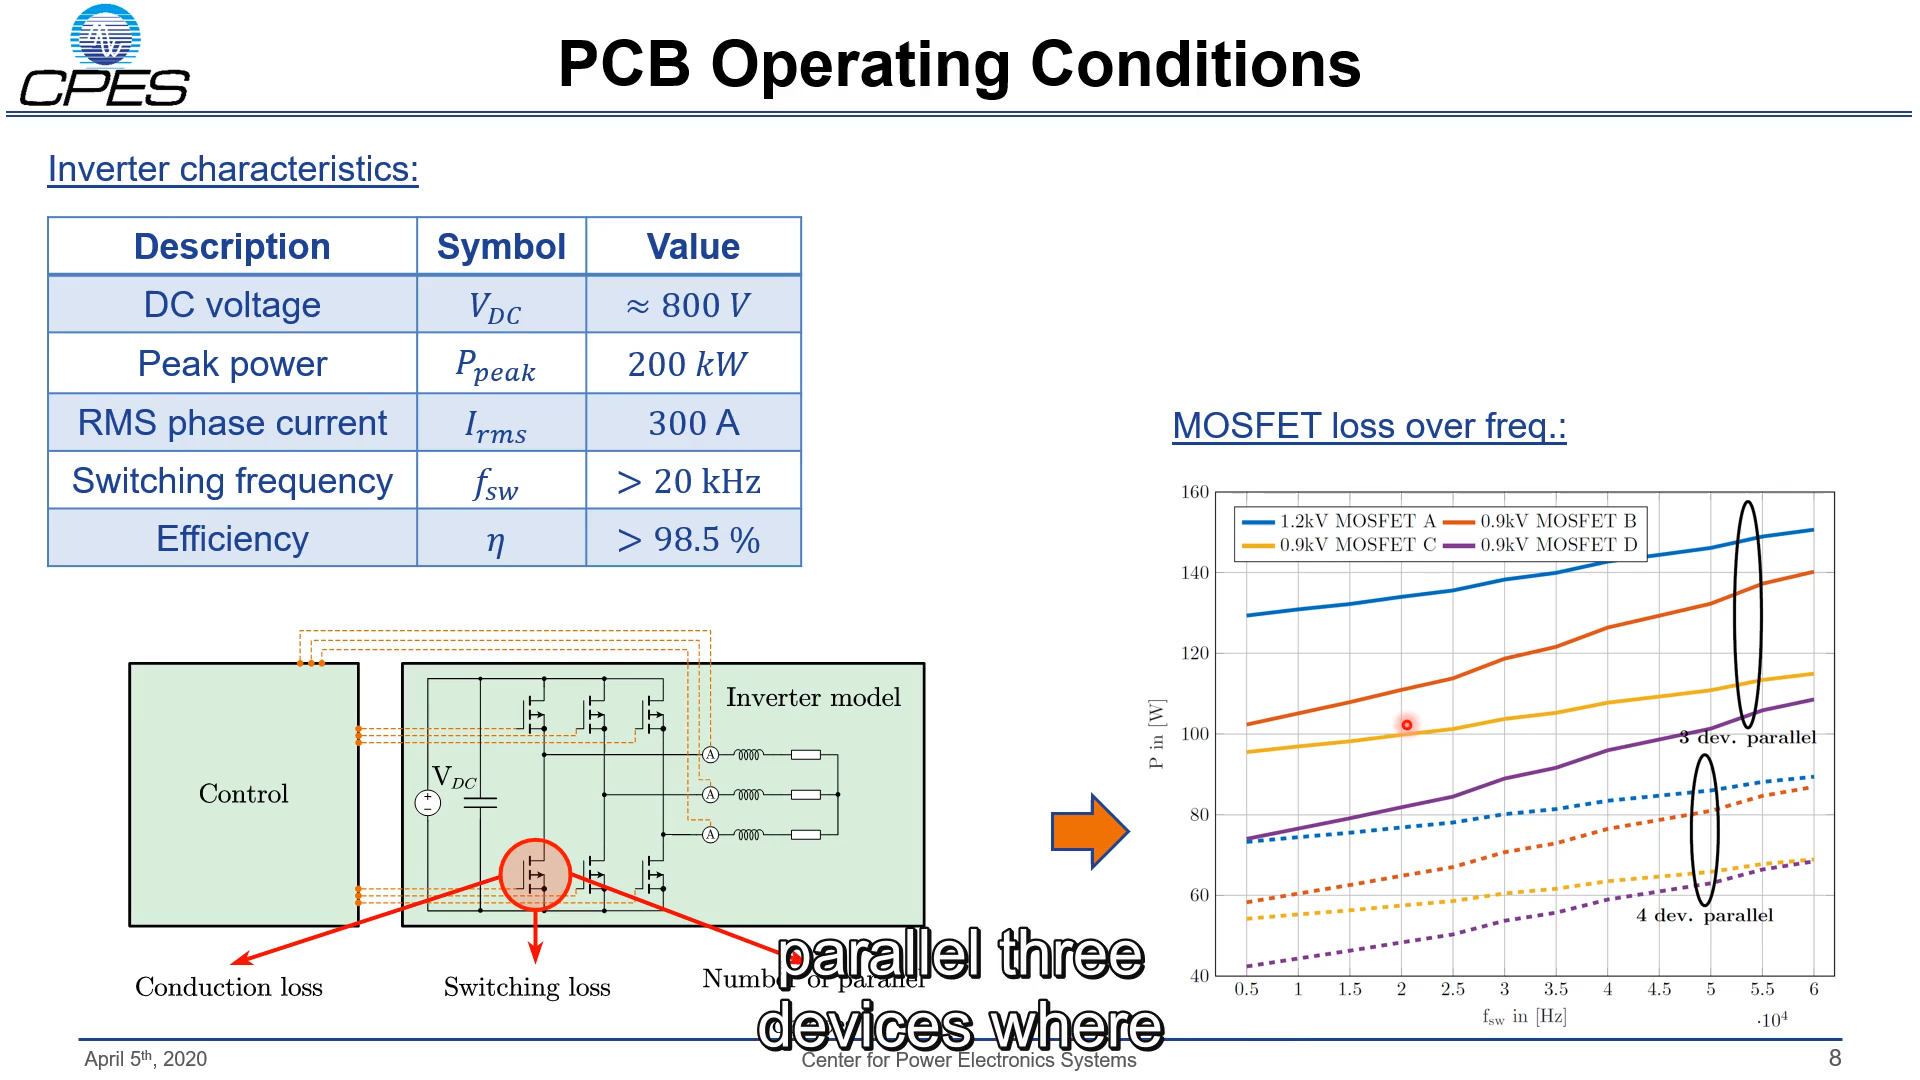 CPES
PCB Operating Conditions
Inverter characteristics:
Description Symbol Value
DC voltage V_DC ≈ 800 V
Peak power P_peak 200 kW
RMS phase current I_rms 300 A
Switching frequency f_sw > 20 kHz
Efficiency η > 98.5 %
Control
Inverter model
V_DC
+
−
A
A
A
Conduction loss
Switching loss
Number of parallel
MOSFET loss over freq.:
1.2kV MOSFET A 0.9kV MOSFET B
0.9kV MOSFET C 0.9kV MOSFET D
160
140
120
100
80
60
40
P in [W]
3 dev. parallel
4 dev. parallel
0.5 1 1.5 2 2.5 3 3.5 4 4.5 5 5.5 6
f_sw in [Hz]
·10⁴
parallel three
devices where
April 5th, 2020
Center for Power Electronics Systems
8